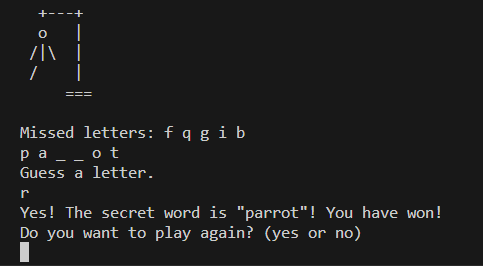 +---+
  o   |
 /|\  |
 /    |
     ===
Missed letters: f q g i b
p a _ _ o t
Guess a letter.
r
Yes! The secret word is "parrot"! You have won!
Do you want to play again? (yes or no)